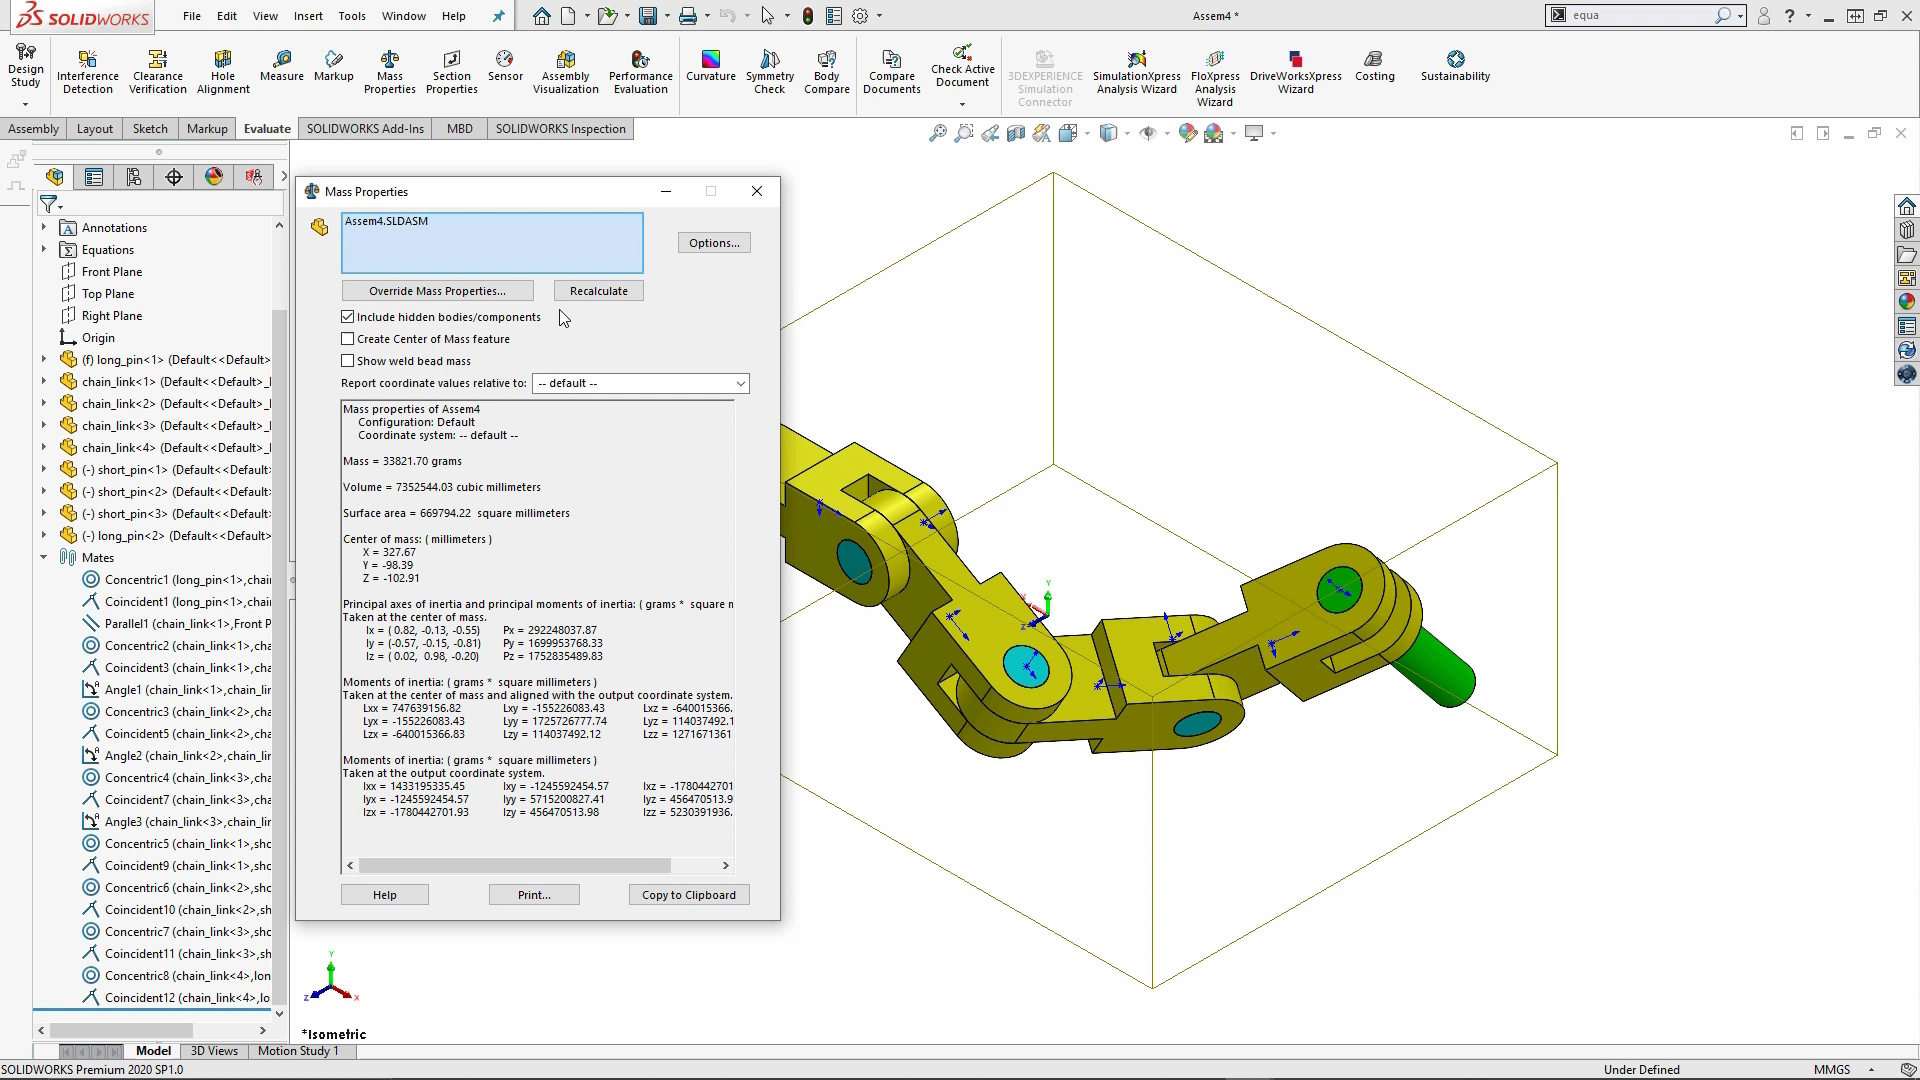 SOLIDWORKS
File Edit View Insert Tools Window Help
Assem4 *
equa
Design Study
Interference Detection
Clearance Verification
Hole Alignment
Measure
Markup
Mass Properties
Section Properties
Sensor
Assembly Visualization
Performance Evaluation
Curvature
Symmetry Check
Body Compare
Compare Documents
Check Active Document
3DEXPERIENCE Simulation Connector
SimulationXpress Analysis Wizard
FloXpress Analysis Wizard
DriveWorksXpress Wizard
Costing
Sustainability
Assembly Layout Sketch Markup Evaluate SOLIDWORKS Add-Ins MBD SOLIDWORKS Inspection
Annotations
Equations
Front Plane
Top Plane
Right Plane
Origin
(f) long_pin<1> (Default<<Default>
chain_link<1> (Default<<Default>_
chain_link<2> (Default<<Default>_
chain_link<3> (Default<<Default>_
chain_link<4> (Default<<Default>_
(-) short_pin<1> (Default<<Default
(-) short_pin<2> (Default<<Default
(-) short_pin<3> (Default<<Default
(-) long_pin<2> (Default<<Default>
Mates
Concentric1 (long_pin<1>,chai
Coincident1 (long_pin<1>,chai
Parallel1 (chain_link<1>,Front P
Concentric2 (chain_link<1>,cha
Coincident3 (chain_link<1>,cha
Angle1 (chain_link<1>,chain_lir
Concentric3 (chain_link<2>,cha
Coincident5 (chain_link<2>,cha
Angle2 (chain_link<2>,chain_lir
Concentric4 (chain_link<3>,cha
Coincident7 (chain_link<3>,cha
Angle3 (chain_link<3>,chain_lir
Concentric5 (chain_link<1>,sho
Coincident9 (chain_link<1>,sho
Concentric6 (chain_link<2>,sho
Coincident10 (chain_link<2>,sh
Concentric7 (chain_link<3>,sho
Coincident11 (chain_link<3>,sh
Concentric8 (chain_link<4>,lon
Coincident12 (chain_link<4>,lo
Mass Properties
Assem4.SLDASM
Options...
Override Mass Properties... Recalculate
Include hidden bodies/components
Create Center of Mass feature
Show weld bead mass
Report coordinate values relative to: -- default --
Mass properties of Assem4
Configuration: Default
Coordinate system: -- default --
Mass = 33821.70 grams
Volume = 7352544.03 cubic millimeters
Surface area = 669794.22 square millimeters
Center of mass: ( millimeters )
X = 327.67
Y = -98.39
Z = -102.91
Principal axes of inertia and principal moments of inertia: ( grams * square m
Taken at the center of mass.
Ix = ( 0.82, -0.13, -0.55) Px = 292248037.87
Iy = (-0.57, -0.15, -0.81) Py = 1699953768.33
Iz = ( 0.02, 0.98, -0.20) Pz = 1752835489.83
Moments of inertia: ( grams * square millimeters )
Taken at the center of mass and aligned with the output coordinate system.
Lxx = 747639156.82 Lxy = -155226083.43 Lxz = -640015366.
Lyx = -155226083.43 Lyy = 1725726777.74 Lyz = 114037492.1
Lzx = -640015366.83 Lzy = 114037492.12 Lzz = 1271671361
Moments of inertia: ( grams * square millimeters )
Taken at the output coordinate system.
Ixx = 1433195335.45 Ixy = -1245592454.57 Ixz = -1780442701
Iyx = -1245592454.57 Iyy = 5715200827.41 Iyz = 456470513.9
Izx = -1780442701.93 Izy = 456470513.98 Izz = 5230391936.
Help Print... Copy to Clipboard
Y
Z
Y
Z X
*Isometric
Model 3D Views Motion Study 1
SOLIDWORKS Premium 2020 SP1.0 Under Defined MMGS